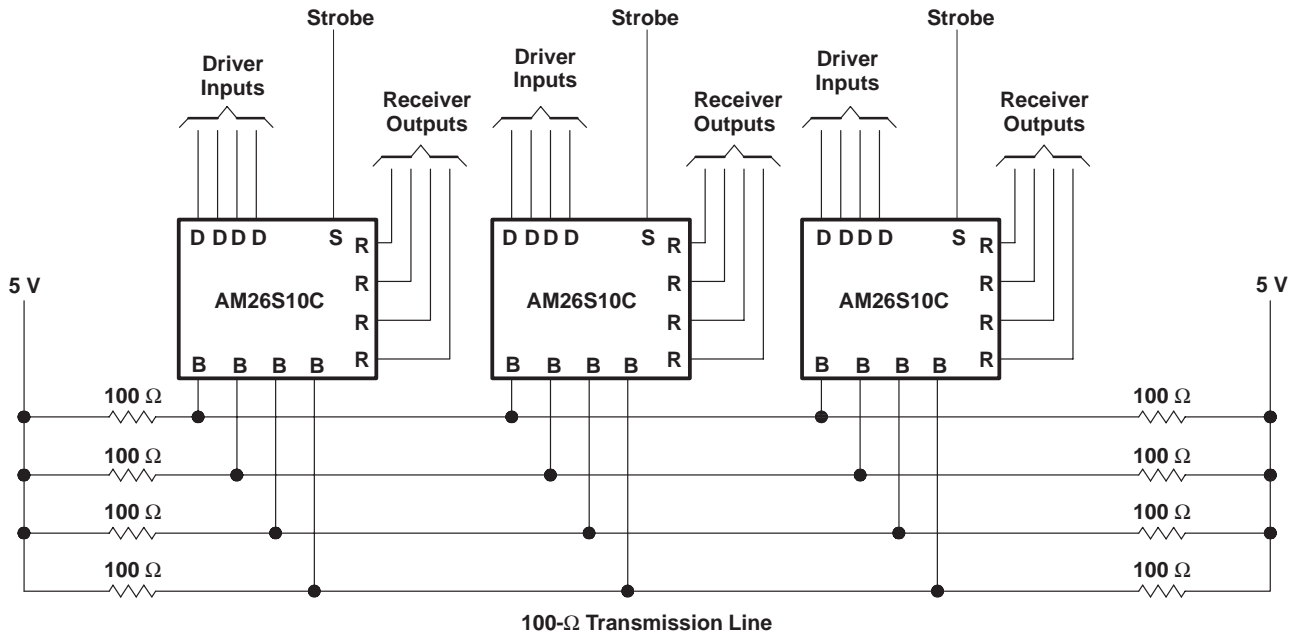 Strobe
Strobe
Strobe
Driver
Inputs
Receiver
Outputs
Driver
Inputs
Receiver
Outputs
Driver
Inputs
Receiver
Outputs
D D D D S R
AM26S10C
R
R
R
B B B B
D D D D S R
AM26S10C
R
R
R
B B B B
D D D D S R
AM26S10C
R
R
R
B B B B
5 V
5 V
100 Ω
100 Ω
100 Ω
100 Ω
100 Ω
100 Ω
100 Ω
100 Ω
100-Ω Transmission Line